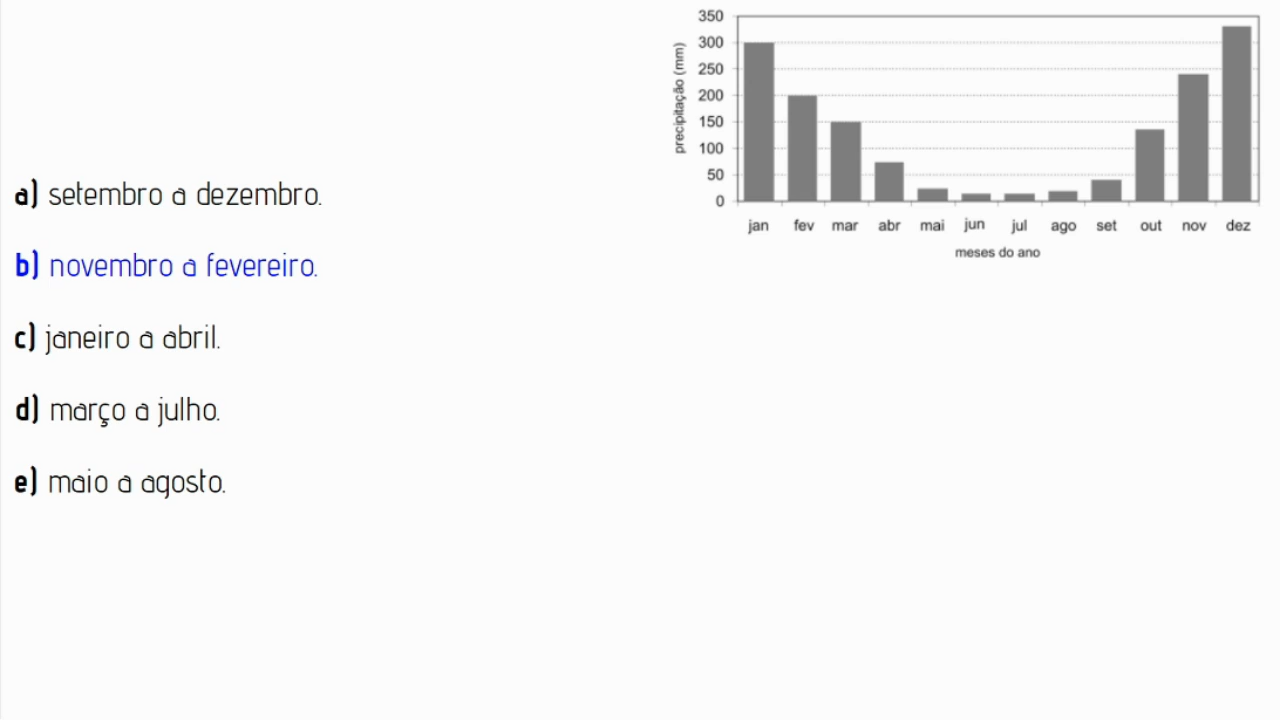 a) setembro a dezembro.
b) novembro a fevereiro.
c) janeiro a abril.
d) março a julho.
e) maio a agosto.
precipitação (mm)
350
300
250
200
150
100
50
0
jan fev mar abr mai jun jul ago set out nov dez
meses do ano